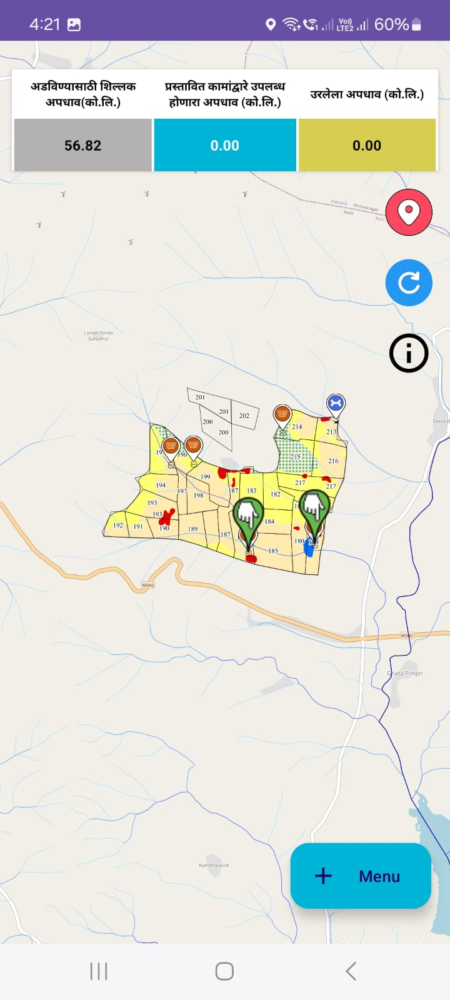 4:21
Vo))
LTE2
60%
अडविण्यासाठी शिल्लक
अपधाव(को.लि.)
प्रस्तावित कामांद्वारे उपलब्ध
होणारा अपधाव (को.लि.)
उरलेला अपधाव (को.लि.)
56.82
0.00
0.00
Patnardi Ahmednagar
Beed
Laman Tanda
Gahukhel
201
201
202
200
200
214
213
196
215
216
199
217
217
194
197
198
187
183
182
193
193
184
192
191
190
189
187
180
185
Deolal
MSH2
MSH2
Ghata Pimpri
Kumbharwadi
+ Menu